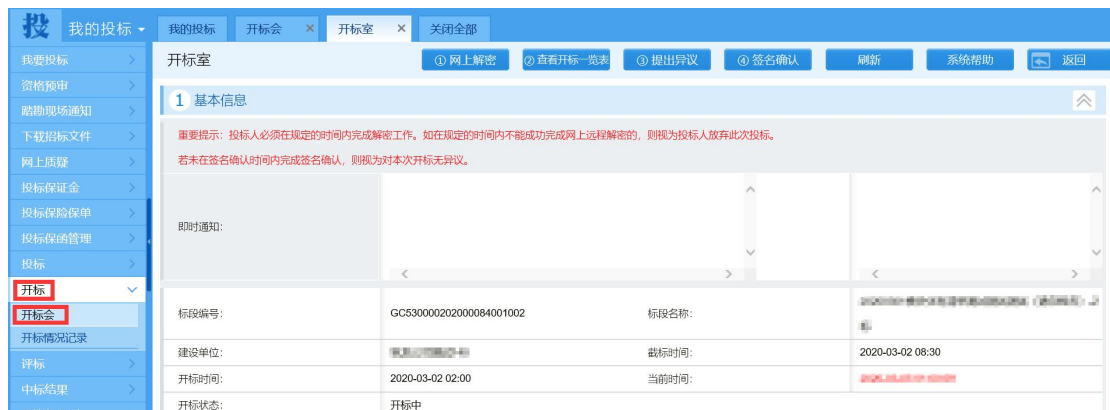 投 我的投标 我的投标 开标会 × 开标室 × 关闭全部
我要投标
资格预审
踏勘现场通知
下载招标文件
网上质疑
投标保证金
投标保险保单
投标保函管理
投标
开标
开标会
开标情况记录
评标
中标结果
开标室 ① 网上解密 ② 查看开标一览表 ③ 提出异议 ④ 签名确认 刷新 系统帮助 返回
1 基本信息
重要提示：投标人必须在规定的时间内完成解密工作。如在规定的时间内不能成功完成网上远程解密的，则视为投标人放弃此次投标。
若未在签名确认时间内完成签名确认，则视为对本次开标无异议。
即时通知:
标段编号: GC530000202000084001002 标段名称:
建设单位: 截标时间: 2020-03-02 08:30
开标时间: 2020-03-02 02:00 当前时间:
开标状态: 开标中